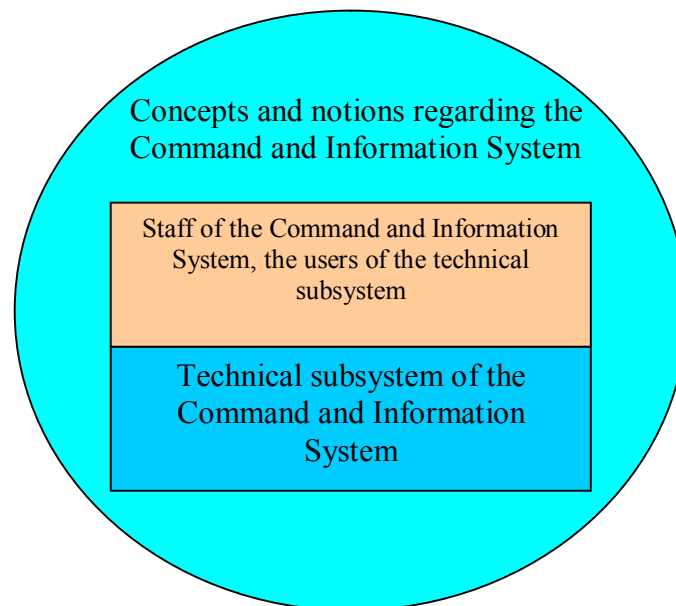 Concepts and notions regarding the
Command and Information System
Staff of the Command and Information
System, the users of the technical
subsystem
Technical subsystem of the
Command and Information
System